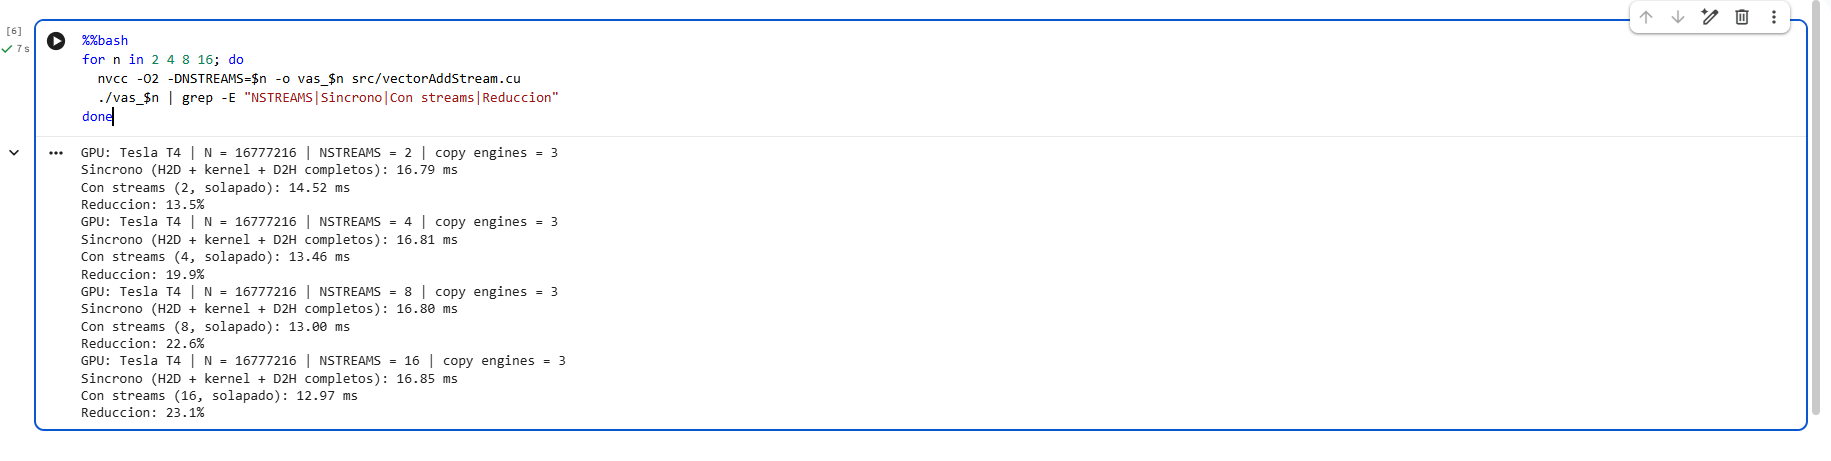 [6]
7 s
%%bash
for n in 2 4 8 16; do
  nvcc -O2 -DNSTREAMS=$n -o vas_$n src/vectorAddStream.cu
  ./vas_$n | grep -E "NSTREAMS|Sincrono|Con streams|Reduccion"
done
GPU: Tesla T4 | N = 16777216 | NSTREAMS = 2 | copy engines = 3
Sincrono (H2D + kernel + D2H completos): 16.79 ms
Con streams (2, solapado): 14.52 ms
Reduccion: 13.5%
GPU: Tesla T4 | N = 16777216 | NSTREAMS = 4 | copy engines = 3
Sincrono (H2D + kernel + D2H completos): 16.81 ms
Con streams (4, solapado): 13.46 ms
Reduccion: 19.9%
GPU: Tesla T4 | N = 16777216 | NSTREAMS = 8 | copy engines = 3
Sincrono (H2D + kernel + D2H completos): 16.80 ms
Con streams (8, solapado): 13.00 ms
Reduccion: 22.6%
GPU: Tesla T4 | N = 16777216 | NSTREAMS = 16 | copy engines = 3
Sincrono (H2D + kernel + D2H completos): 16.85 ms
Con streams (16, solapado): 12.97 ms
Reduccion: 23.1%